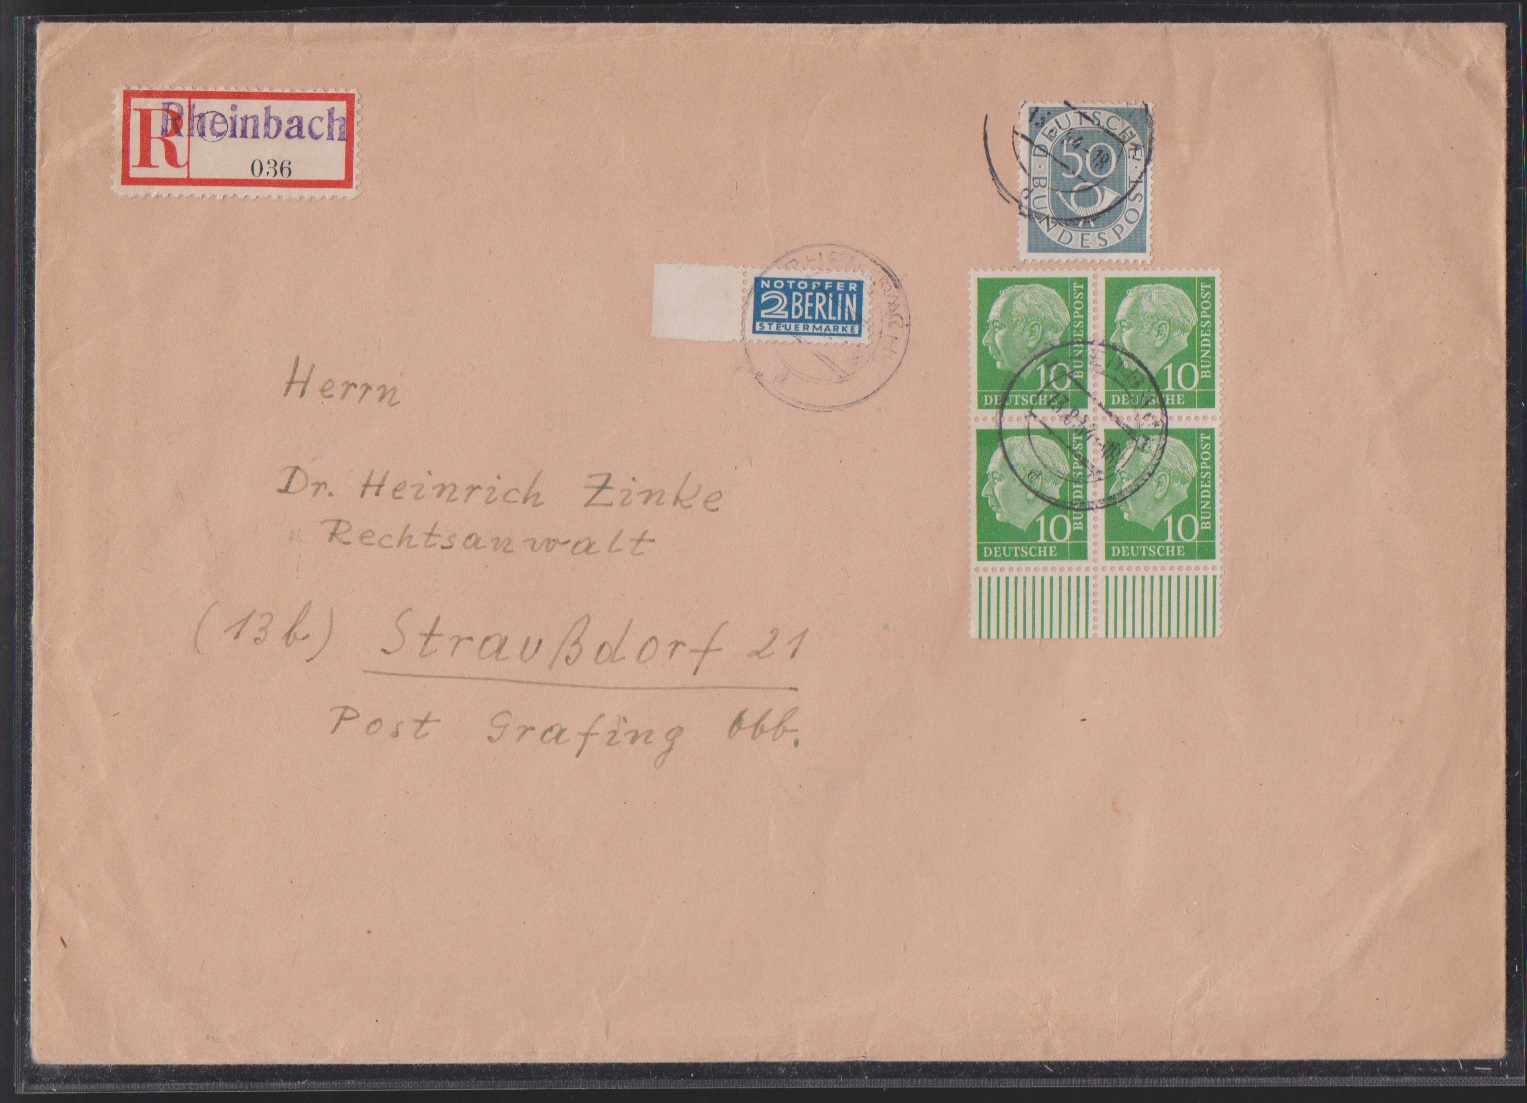 R Rheinbach
036
DEUTSCHE
50
BUNDESPOST
NOTOPFER
2 BERLIN
STEUERMARKE
RHEINBACH
10
DEUTSCHE
BUNDESPOST
10
DEUTSCHE
BUNDESPOST
10
DEUTSCHE
BUNDESPOST
10
DEUTSCHE
BUNDESPOST
Herrn
Dr. Heinrich Zinke
Rechtsanwalt
(13b) Straußdorf 21
Post Grafing Obb.